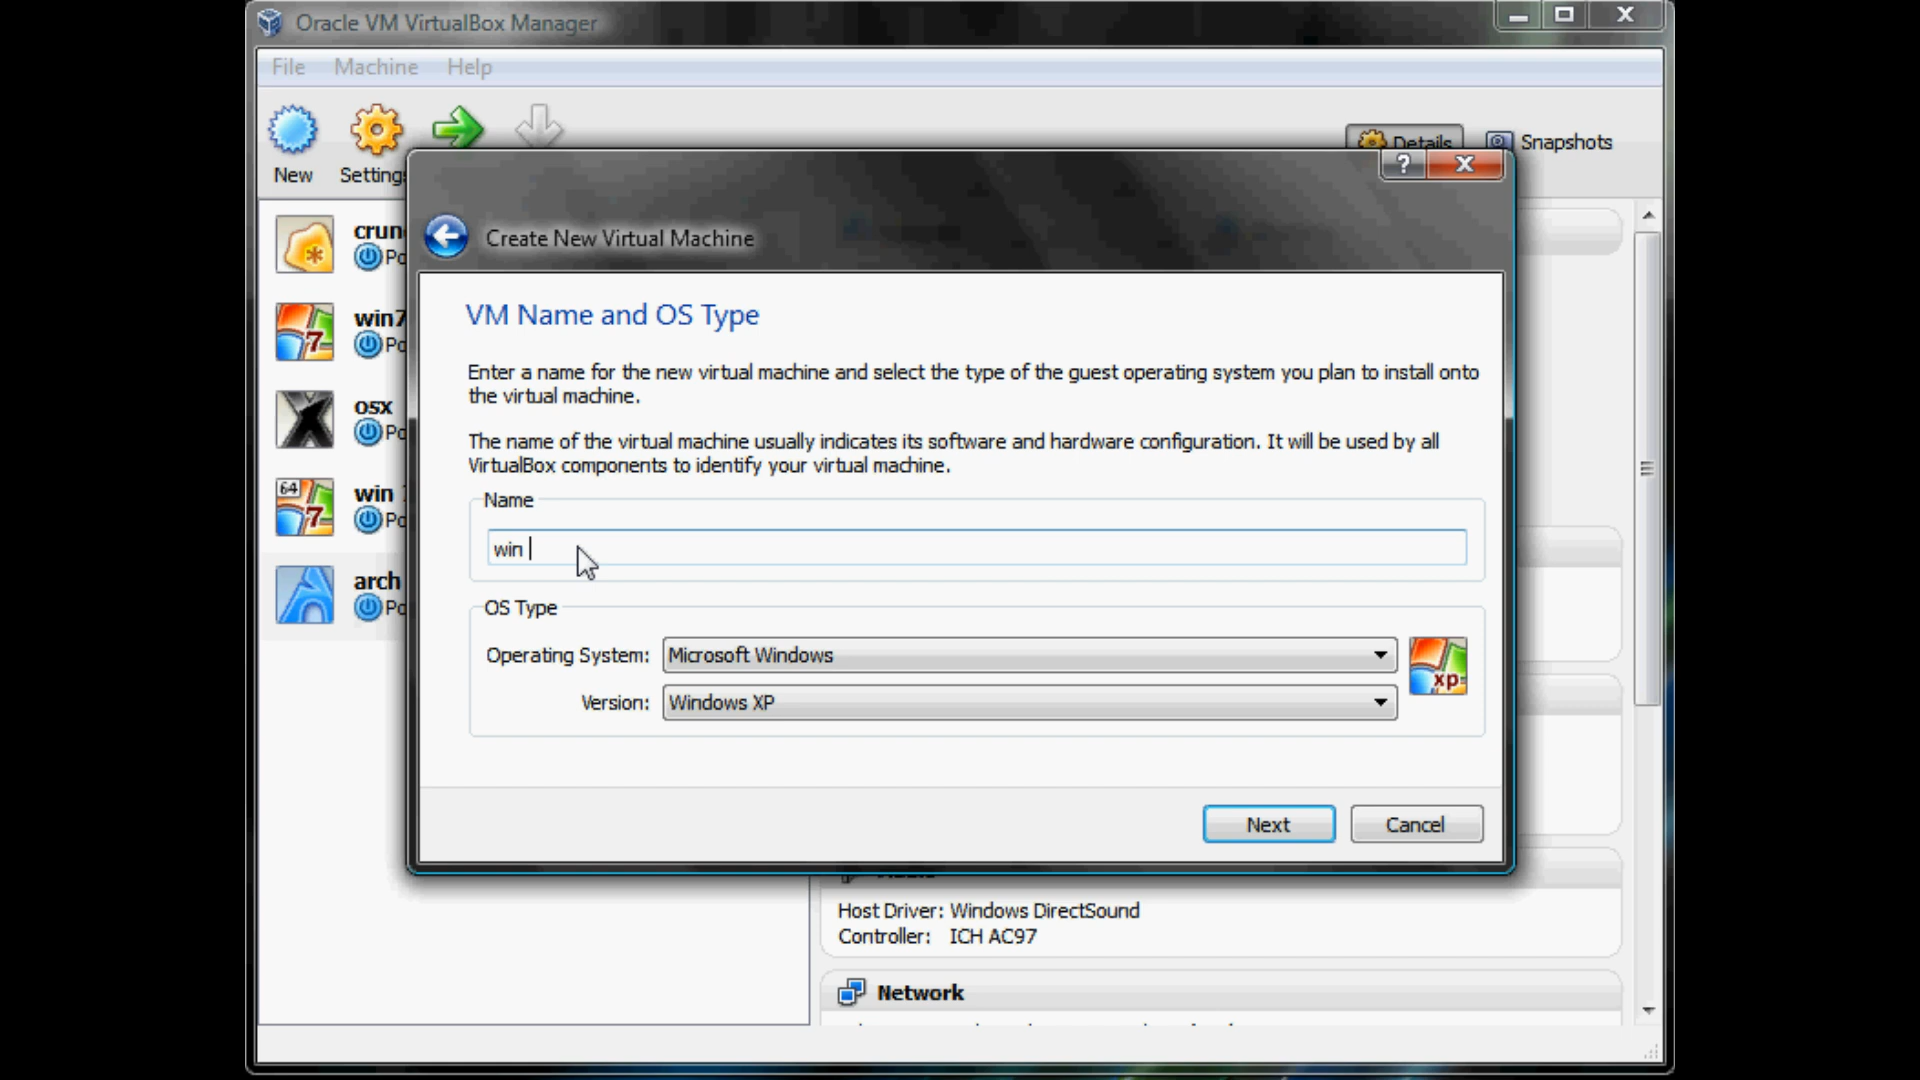 Oracle VM VirtualBox Manager
File Machine Help
New
Details
Snapshots
?
Create New Virtual Machine
win7
osx
64
win
arch
VM Name and OS Type
Enter a name for the new virtual machine and select the type of the guest operating system you plan to install onto
the virtual machine.
The name of the virtual machine usually indicates its software and hardware configuration. It will be used by all
VirtualBox components to identify your virtual machine.
Name
win
OS Type
Operating System: Microsoft Windows
xp
Version: Windows XP
Next
Cancel
Host Driver: Windows DirectSound
Controller: ICH AC97
Network